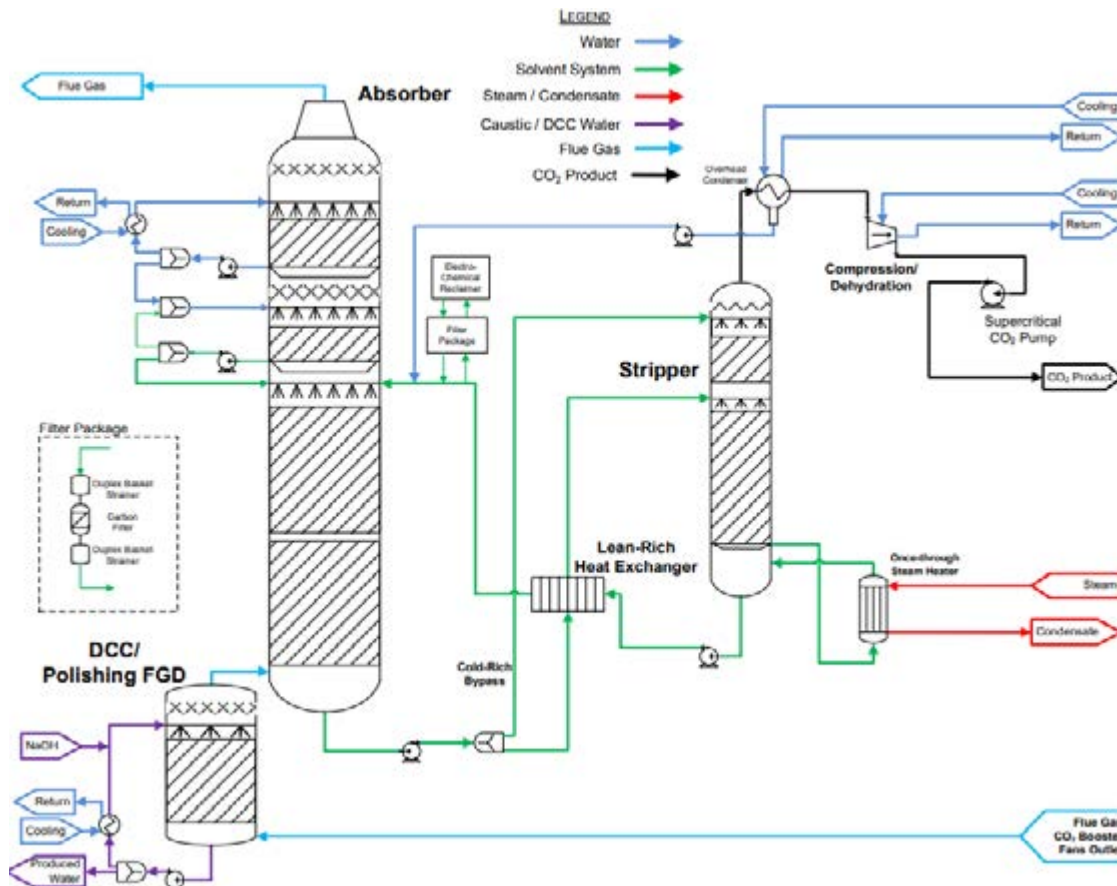 LEGEND
Water
Solvent System
Steam / Condensate
Caustic / DCC Water
Flue Gas
CO₂ Product
Flue Gas
Absorber
Return
Cooling
Electro-
Chemical
Reclaimer
Filter
Package
Overhead
Condenser
Cooling
Return
Cooling
Return
Compression/
Dehydration
Supercritical
CO₂ Pump
CO₂ Product
Stripper
Filter Package
Duplex Basket
Strainer
Carbon
Filter
Duplex Basket
Strainer
Lean-Rich
Heat Exchanger
Once-through
Steam Heater
Steam
Condensate
Cold-Rich
Bypass
DCC/
Polishing FGD
NaOH
Return
Cooling
Produced
Water
Flue Gas
CO₂ Booste
Fans Outle